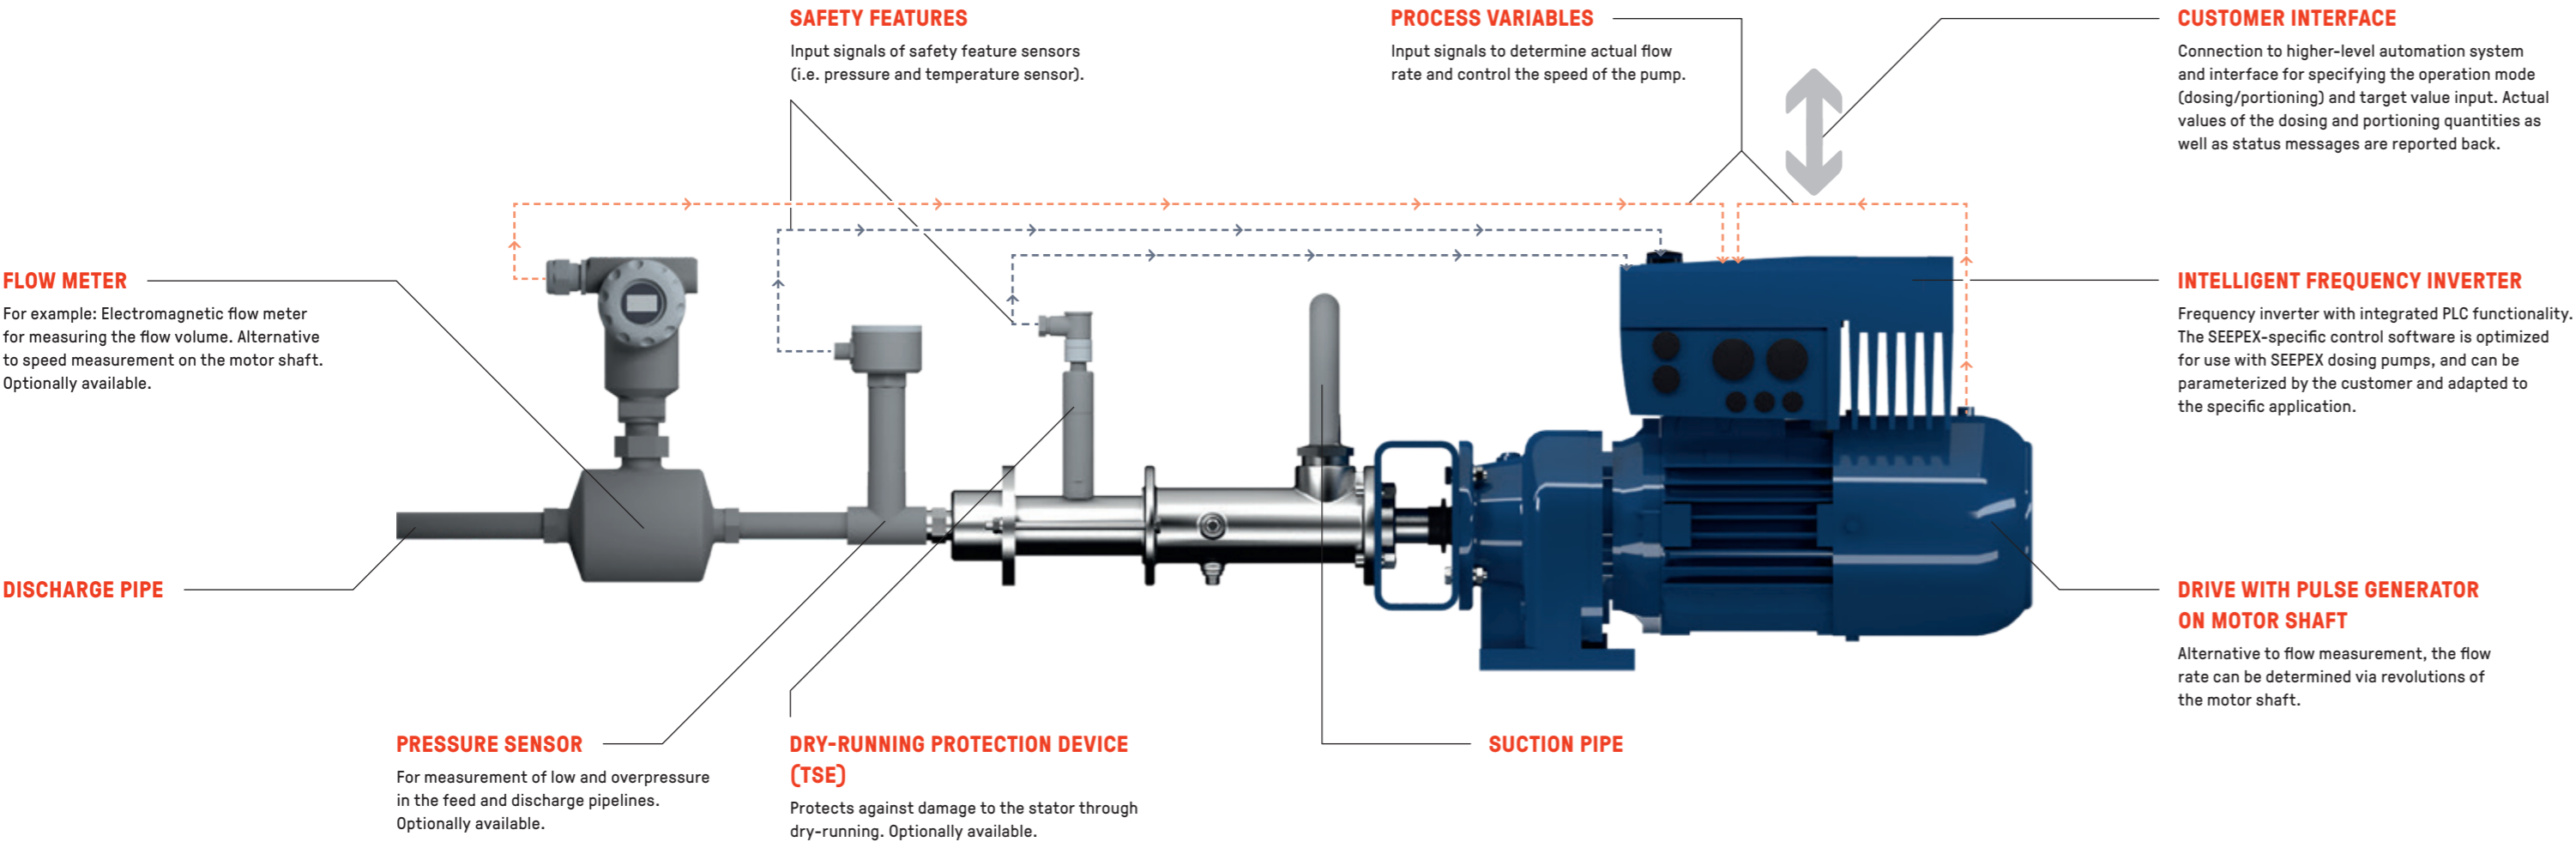 SAFETY FEATURES
Input signals of safety feature sensors
(i.e. pressure and temperature sensor).
PROCESS VARIABLES
Input signals to determine actual flow
rate and control the speed of the pump.
CUSTOMER INTERFACE
Connection to higher-level automation system
and interface for specifying the operation mode
(dosing/portioning) and target value input. Actual
values of the dosing and portioning quantities as
well as status messages are reported back.
FLOW METER
For example: Electromagnetic flow meter
for measuring the flow volume. Alternative
to speed measurement on the motor shaft.
Optionally available.
INTELLIGENT FREQUENCY INVERTER
Frequency inverter with integrated PLC functionality.
The SEEPEX-specific control software is optimized
for use with SEEPEX dosing pumps, and can be
parameterized by the customer and adapted to
the specific application.
DISCHARGE PIPE
DRIVE WITH PULSE GENERATOR
ON MOTOR SHAFT
Alternative to flow measurement, the flow
rate can be determined via revolutions of
the motor shaft.
PRESSURE SENSOR
For measurement of low and overpressure
in the feed and discharge pipelines.
Optionally available.
DRY-RUNNING PROTECTION DEVICE
(TSE)
Protects against damage to the stator through
dry-running. Optionally available.
SUCTION PIPE